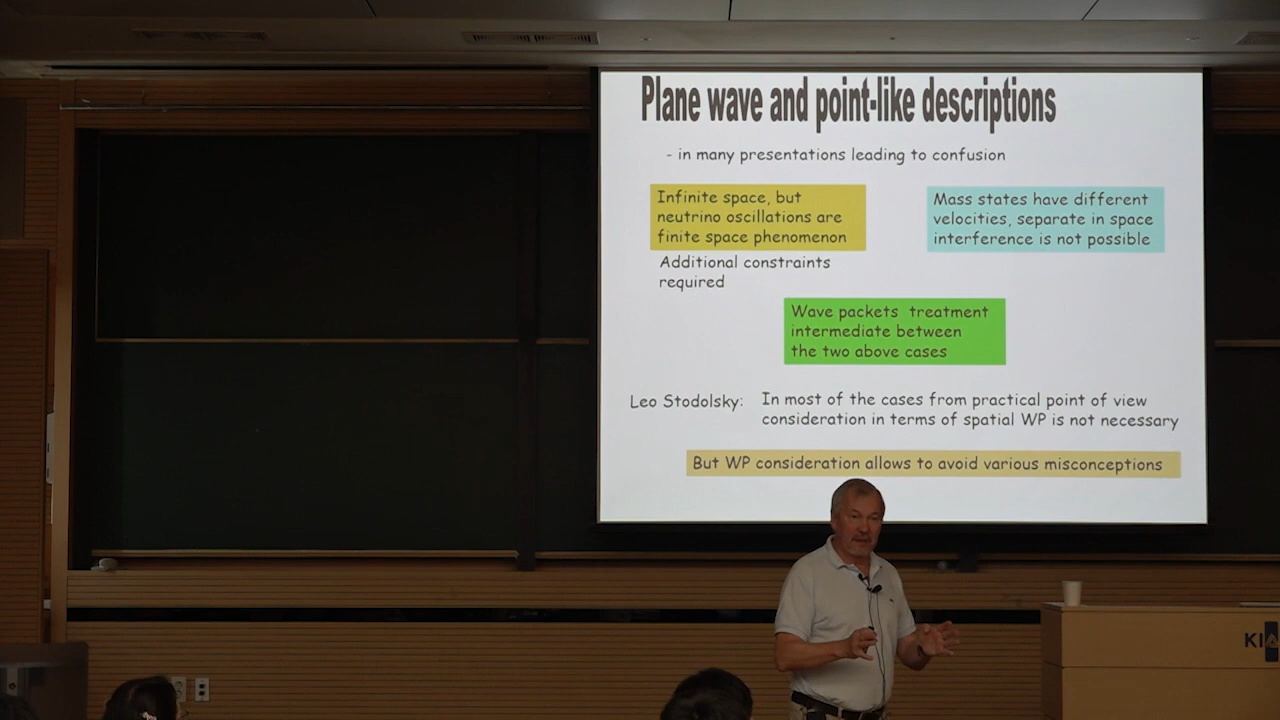 Plane wave and point-like descriptions
- in many presentations leading to confusion
Infinite space, but
neutrino oscillations are
finite space phenomenon
Additional constraints
required
Mass states have different
velocities, separate in space
interference is not possible
Wave packets treatment
intermediate between
the two above cases
Leo Stodolsky: In most of the cases from practical point of view
consideration in terms of spatial WP is not necessary
But WP consideration allows to avoid various misconceptions